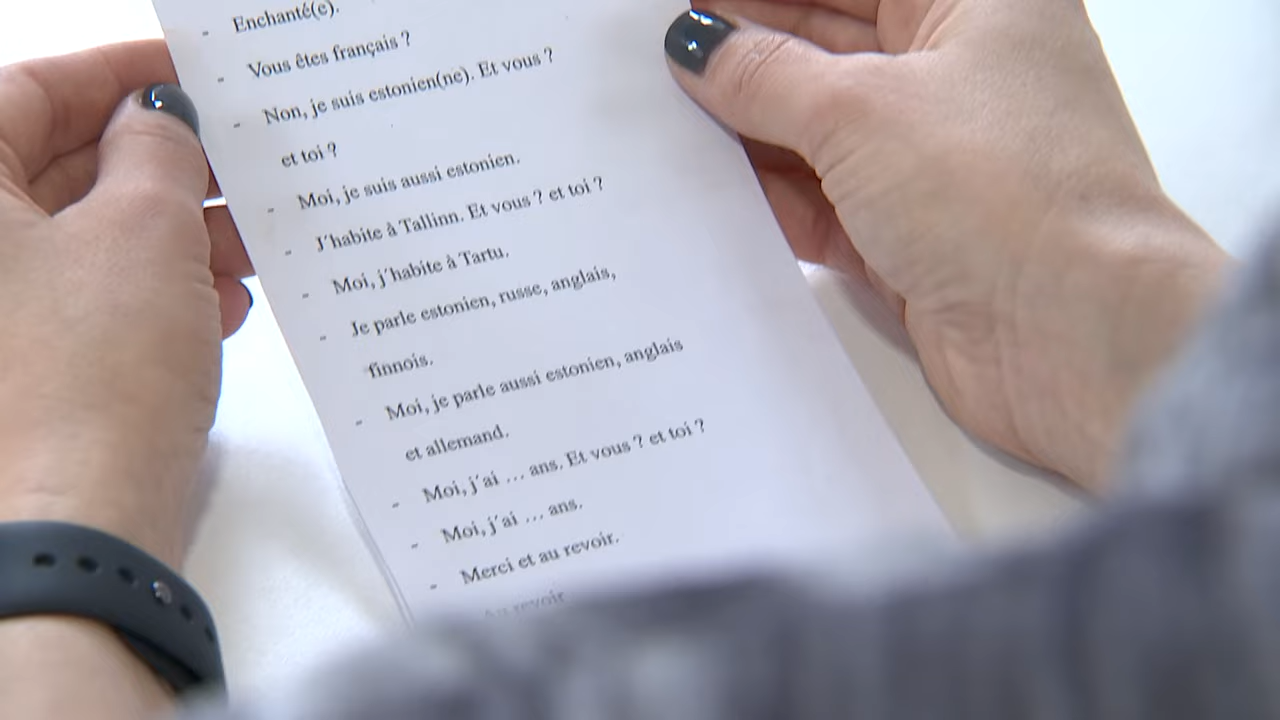 - Enchanté(e).
- Vous êtes français ?
- Non, je suis estonien(ne). Et vous ?
et toi ?
- Moi, je suis aussi estonien.
- J´habite à Tallinn. Et vous ? et toi ?
- Moi, j´habite à Tartu.
- Je parle estonien, russe, anglais,
finnois.
- Moi, je parle aussi estonien, anglais
et allemand.
- Moi, j´ai … ans. Et vous ? et toi ?
- Moi, j´ai … ans.
- Merci et au revoir.
Au revoir